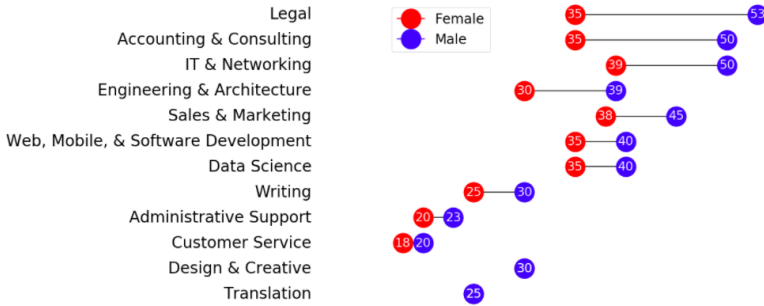 Legal 35 53
Female
Male
Accounting & Consulting 35 50
IT & Networking 39 50
Engineering & Architecture 30 39
Sales & Marketing 38 45
Web, Mobile, & Software Development 35 40
Data Science 35 40
Writing 25 30
Administrative Support 20 23
Customer Service 18 20
Design & Creative 30
Translation 25